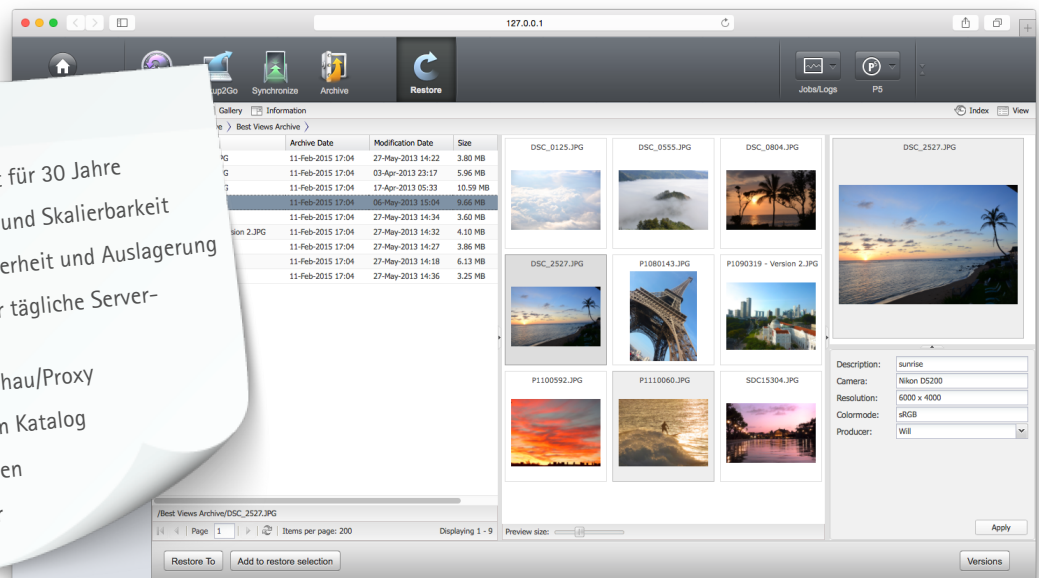 127.0.0.1
Synchronize
Archive
Restore
Jobs/Logs
P5
Gallery
Information
Index
View
Best Views Archive
Archive Date Modification Date Size
11-Feb-2015 17:04 27-May-2013 14:22 3.80 MB
11-Feb-2015 17:04 03-Apr-2013 23:17 5.96 MB
11-Feb-2015 17:04 17-Apr-2013 05:33 10.59 MB
11-Feb-2015 17:04 06-May-2013 15:04 9.66 MB
11-Feb-2015 17:04 27-May-2013 14:34 3.60 MB
2.JPG 11-Feb-2015 17:04 27-May-2013 14:32 4.10 MB
11-Feb-2015 17:04 27-May-2013 14:27 3.86 MB
11-Feb-2015 17:04 27-May-2013 14:18 6.13 MB
11-Feb-2015 17:04 27-May-2013 14:36 3.25 MB
für 30 Jahre
und Skalierbarkeit
und Auslagerung
tägliche Server-
Katalog
DSC_0125.JPG DSC_0555.JPG DSC_0804.JPG
DSC_2527.JPG P1080143.JPG P1090319 - Version 2.JPG
P1100592.JPG P1110060.JPG SDC15304.JPG
DSC_2527.JPG
Description: sunrise
Camera: Nikon D5200
Resolution: 6000 x 4000
Colormode: sRGB
Producer: Will
Apply
/Best Views Archive/DSC_2527.JPG
Page 1 Items per page: 200 Displaying 1 - 9
Preview size:
Restore To
Add to restore selection
Versions